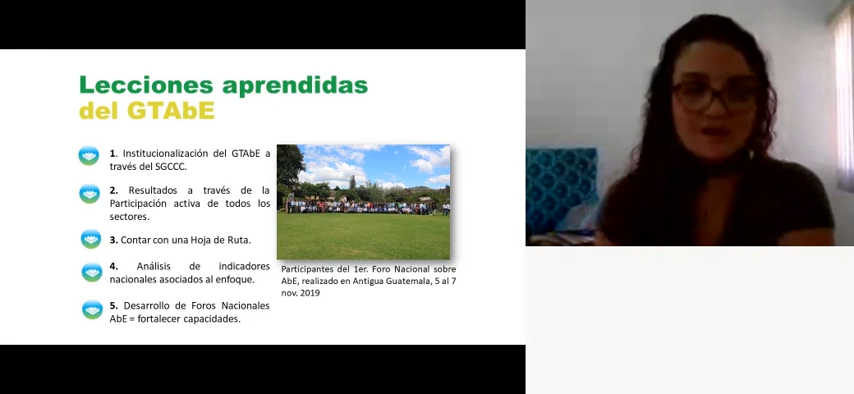 Lecciones aprendidas
del GTAbE
1. Institucionalización del GTAbE a
través del SGCCC.
2. Resultados a través de la
Participación activa de todos los
sectores.
3. Contar con una Hoja de Ruta.
4. Análisis de indicadores
nacionales asociados al enfoque.
5. Desarrollo de Foros Nacionales
AbE = fortalecer capacidades.
Participantes del 1er. Foro Nacional sobre
AbE, realizado en Antigua Guatemala, 5 al 7
nov. 2019